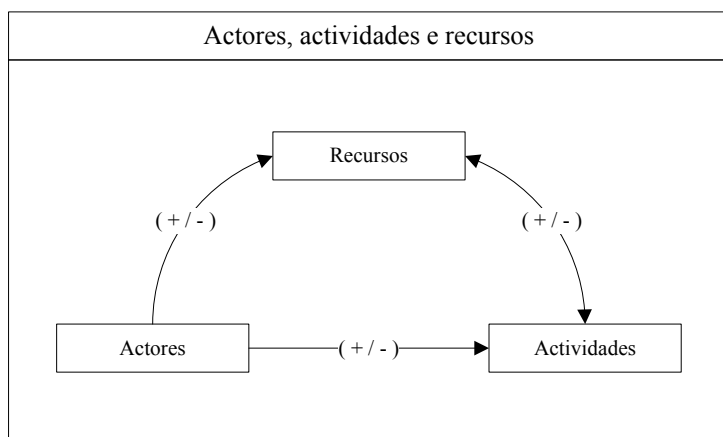 Actores, actividades e recursos
Recursos
( + / - )
( + / - )
Actores
( + / - )
Actividades